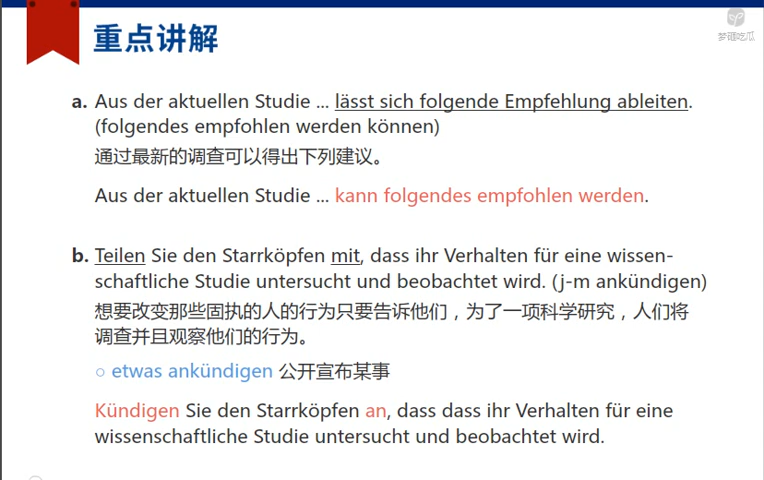 梦砸吃瓜
重点讲解
a. Aus der aktuellen Studie ... lässt sich folgende Empfehlung ableiten.
(folgendes empfohlen werden können)
通过最新的调查可以得出下列建议。
Aus der aktuellen Studie ... kann folgendes empfohlen werden.
b. Teilen Sie den Starrköpfen mit, dass ihr Verhalten für eine wissen-
schaftliche Studie untersucht und beobachtet wird. (j-m ankündigen)
想要改变那些固执的人的行为只要告诉他们，为了一项科学研究，人们将
调查并且观察他们的行为。
○ etwas ankündigen 公开宣布某事
Kündigen Sie den Starrköpfen an, dass dass ihr Verhalten für eine
wissenschaftliche Studie untersucht und beobachtet wird.